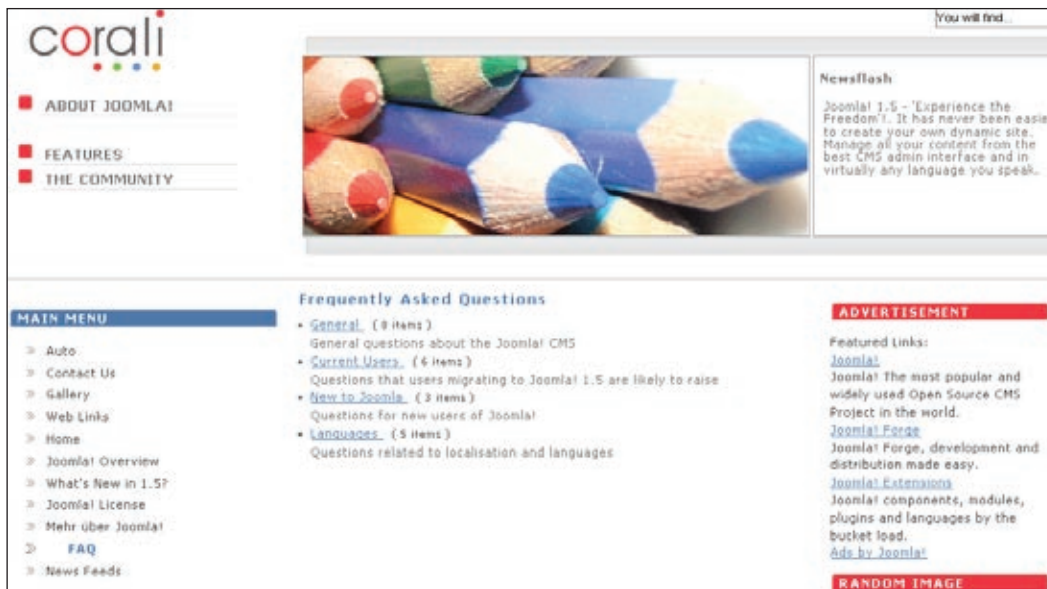 corali
You will find...
ABOUT JOOMLA!
FEATURES
THE COMMUNITY
Newsflash
Joomla! 1.5 - 'Experience the
Freedom'!. It has never been easie
to create your own dynamic site.
Manage all your content from the
best CMS admin interface and in
virtually any language you speak.
MAIN MENU
Auto
Contact Us
Gallery
Web Links
Home
Joomla! Overview
What's New in 1.5?
Joomla! License
Mehr über Joomla!
FAQ
News Feeds
Frequently Asked Questions
General ( 8 items )
General questions about the Joomla! CMS
Current Users ( 6 items )
Questions that users migrating to Joomla! 1.5 are likely to raise
New to Joomla ( 3 items )
Questions for new users of Joomla!
Languages ( 5 items )
Questions related to localisation and languages
ADVERTISEMENT
Featured Links:
Joomla!
Joomla! The most popular and
widely used Open Source CMS
Project in the world.
Joomla! Forge
Joomla! Forge, development and
distribution made easy.
Joomla! Extensions
Joomla! components, modules,
plugins and languages by the
bucket load.
Ads by Joomla!
RANDOM IMAGE